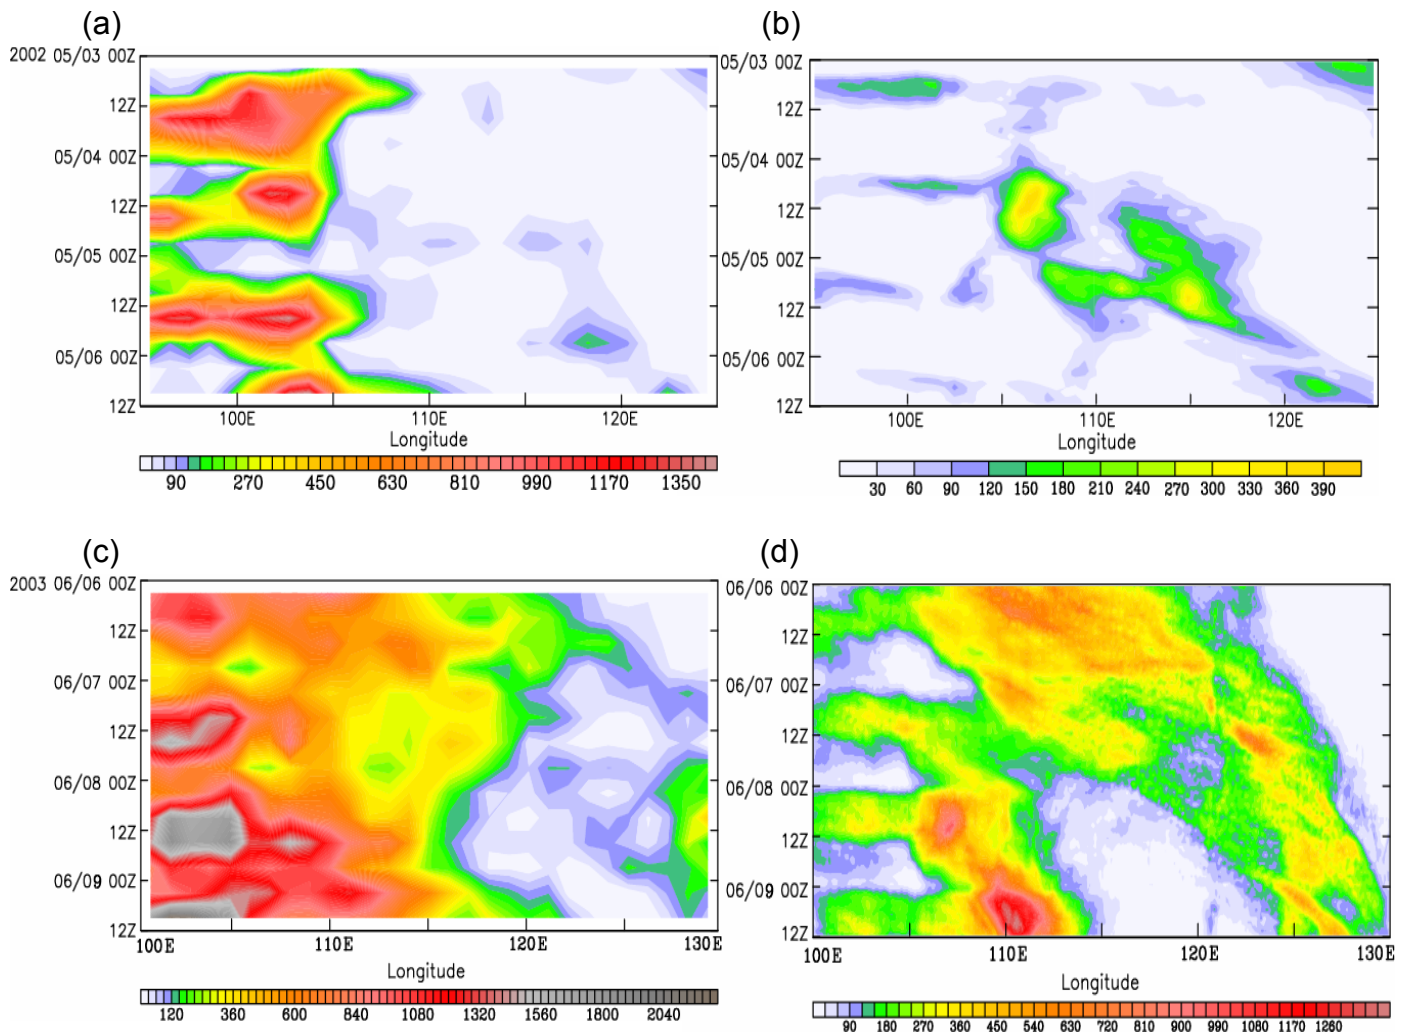 (a)
2002 05/03 00Z
12Z
05/04 00Z
12Z
05/05 00Z
12Z
05/06 00Z
12Z
100E 110E 120E
Longitude
90 270 450 630 810 990 1170 1350
(b)
05/03 00Z
12Z
05/04 00Z
12Z
05/05 00Z
12Z
05/06 00Z
12Z
100E 110E 120E
Longitude
30 60 90 120 150 180 210 240 270 300 330 360 390
(c)
2003 06/06 00Z
12Z
06/07 00Z
12Z
06/08 00Z
12Z
06/09 00Z
12Z
100E 110E 120E 130E
Longitude
120 360 600 840 1080 1320 1560 1800 2040
(d)
06/06 00Z
12Z
06/07 00Z
12Z
06/08 00Z
12Z
06/09 00Z
12Z
100E 110E 120E 130E
Longitude
90 180 270 360 450 540 630 720 810 900 990 1080 1170 1260